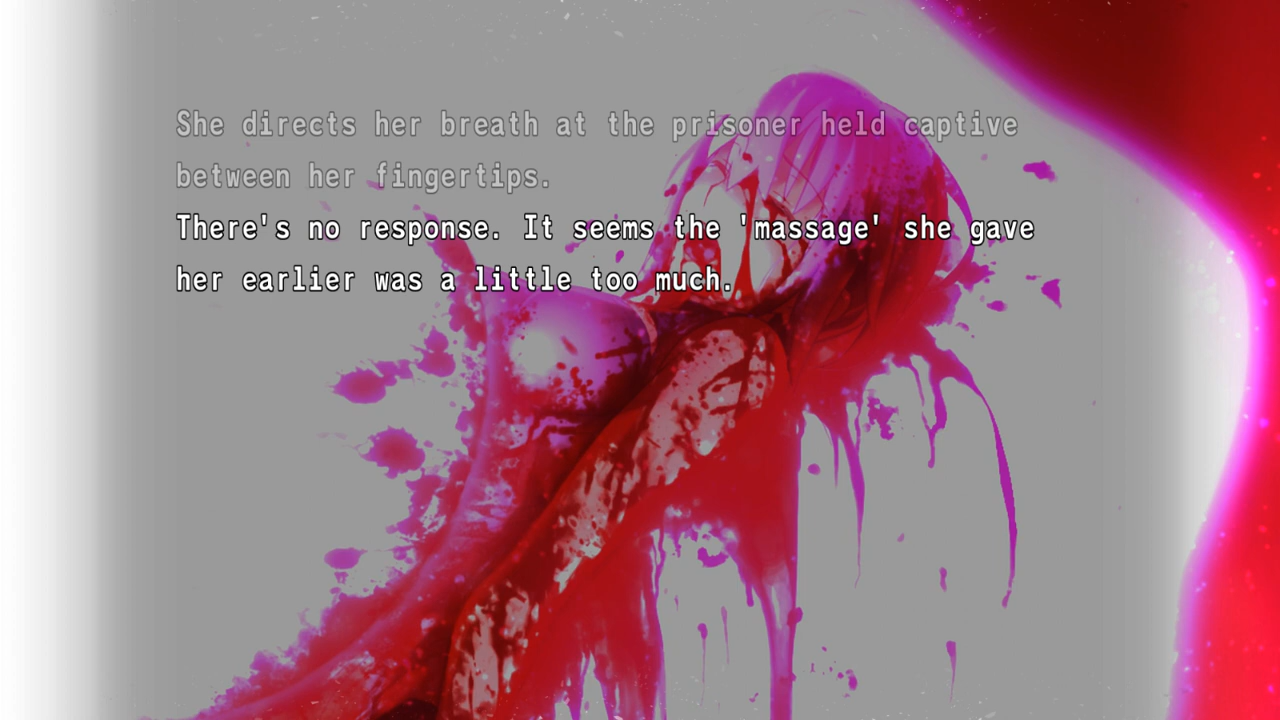 She directs her breath at the prisoner held captive
between her fingertips.
There's no response. It seems the 'massage' she gave
her earlier was a little too much.